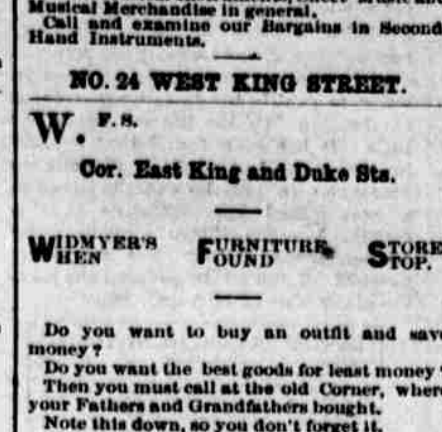 Musical Merchandise in general.
Call and examine our Bargains in Second
Hand Instruments.
NO. 24 WEST KING STREET.
W. F. S.
Cor. East King and Duke Sts.
WIDMYER'S FURNITURE STORE
WHEN FOUND STOP.
Do you want to buy an outfit and save
money?
Do you want the best goods for least money?
Then you must call at the old Corner, where
your Fathers and Grandfathers bought.
Note this down, so you don't forget it.